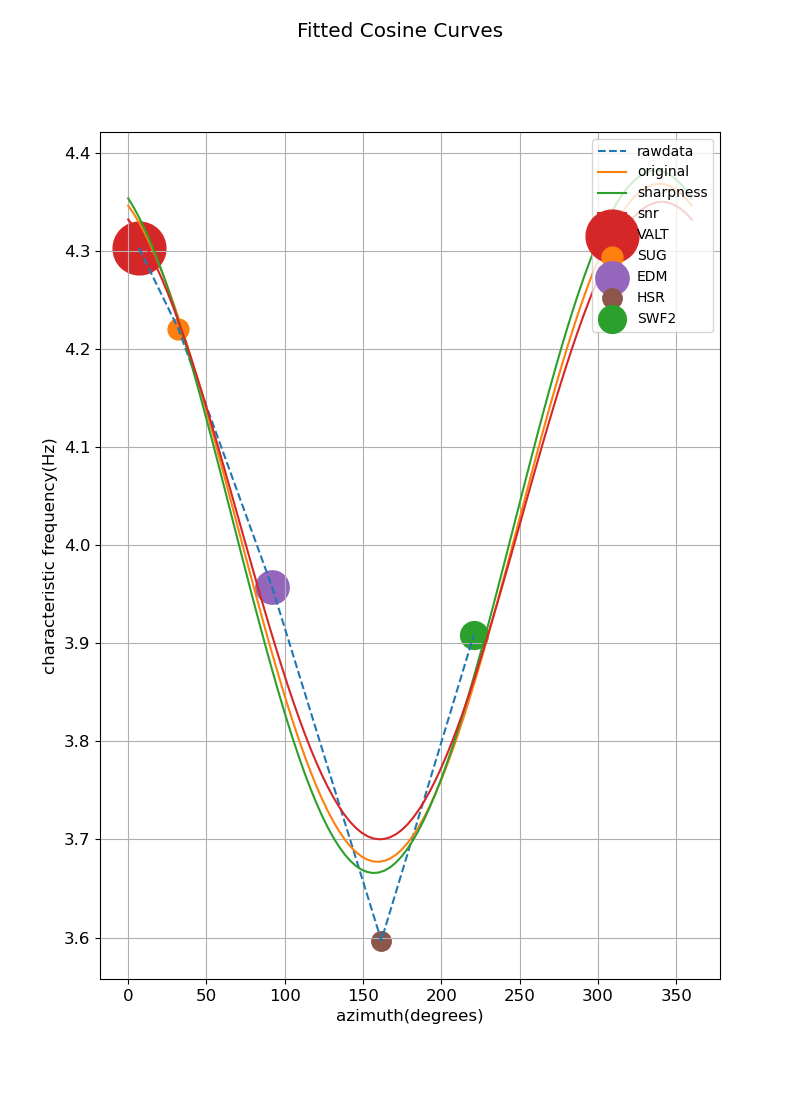 Fitted Cosine Curves
4.4
4.3
4.2
4.1
4.0
3.9
3.8
3.7
3.6
characteristic frequency(Hz)
rawdata
original
sharpness
snr
VALT
SUG
EDM
HSR
SWF2
0 50 100 150 200 250 300 350
azimuth(degrees)